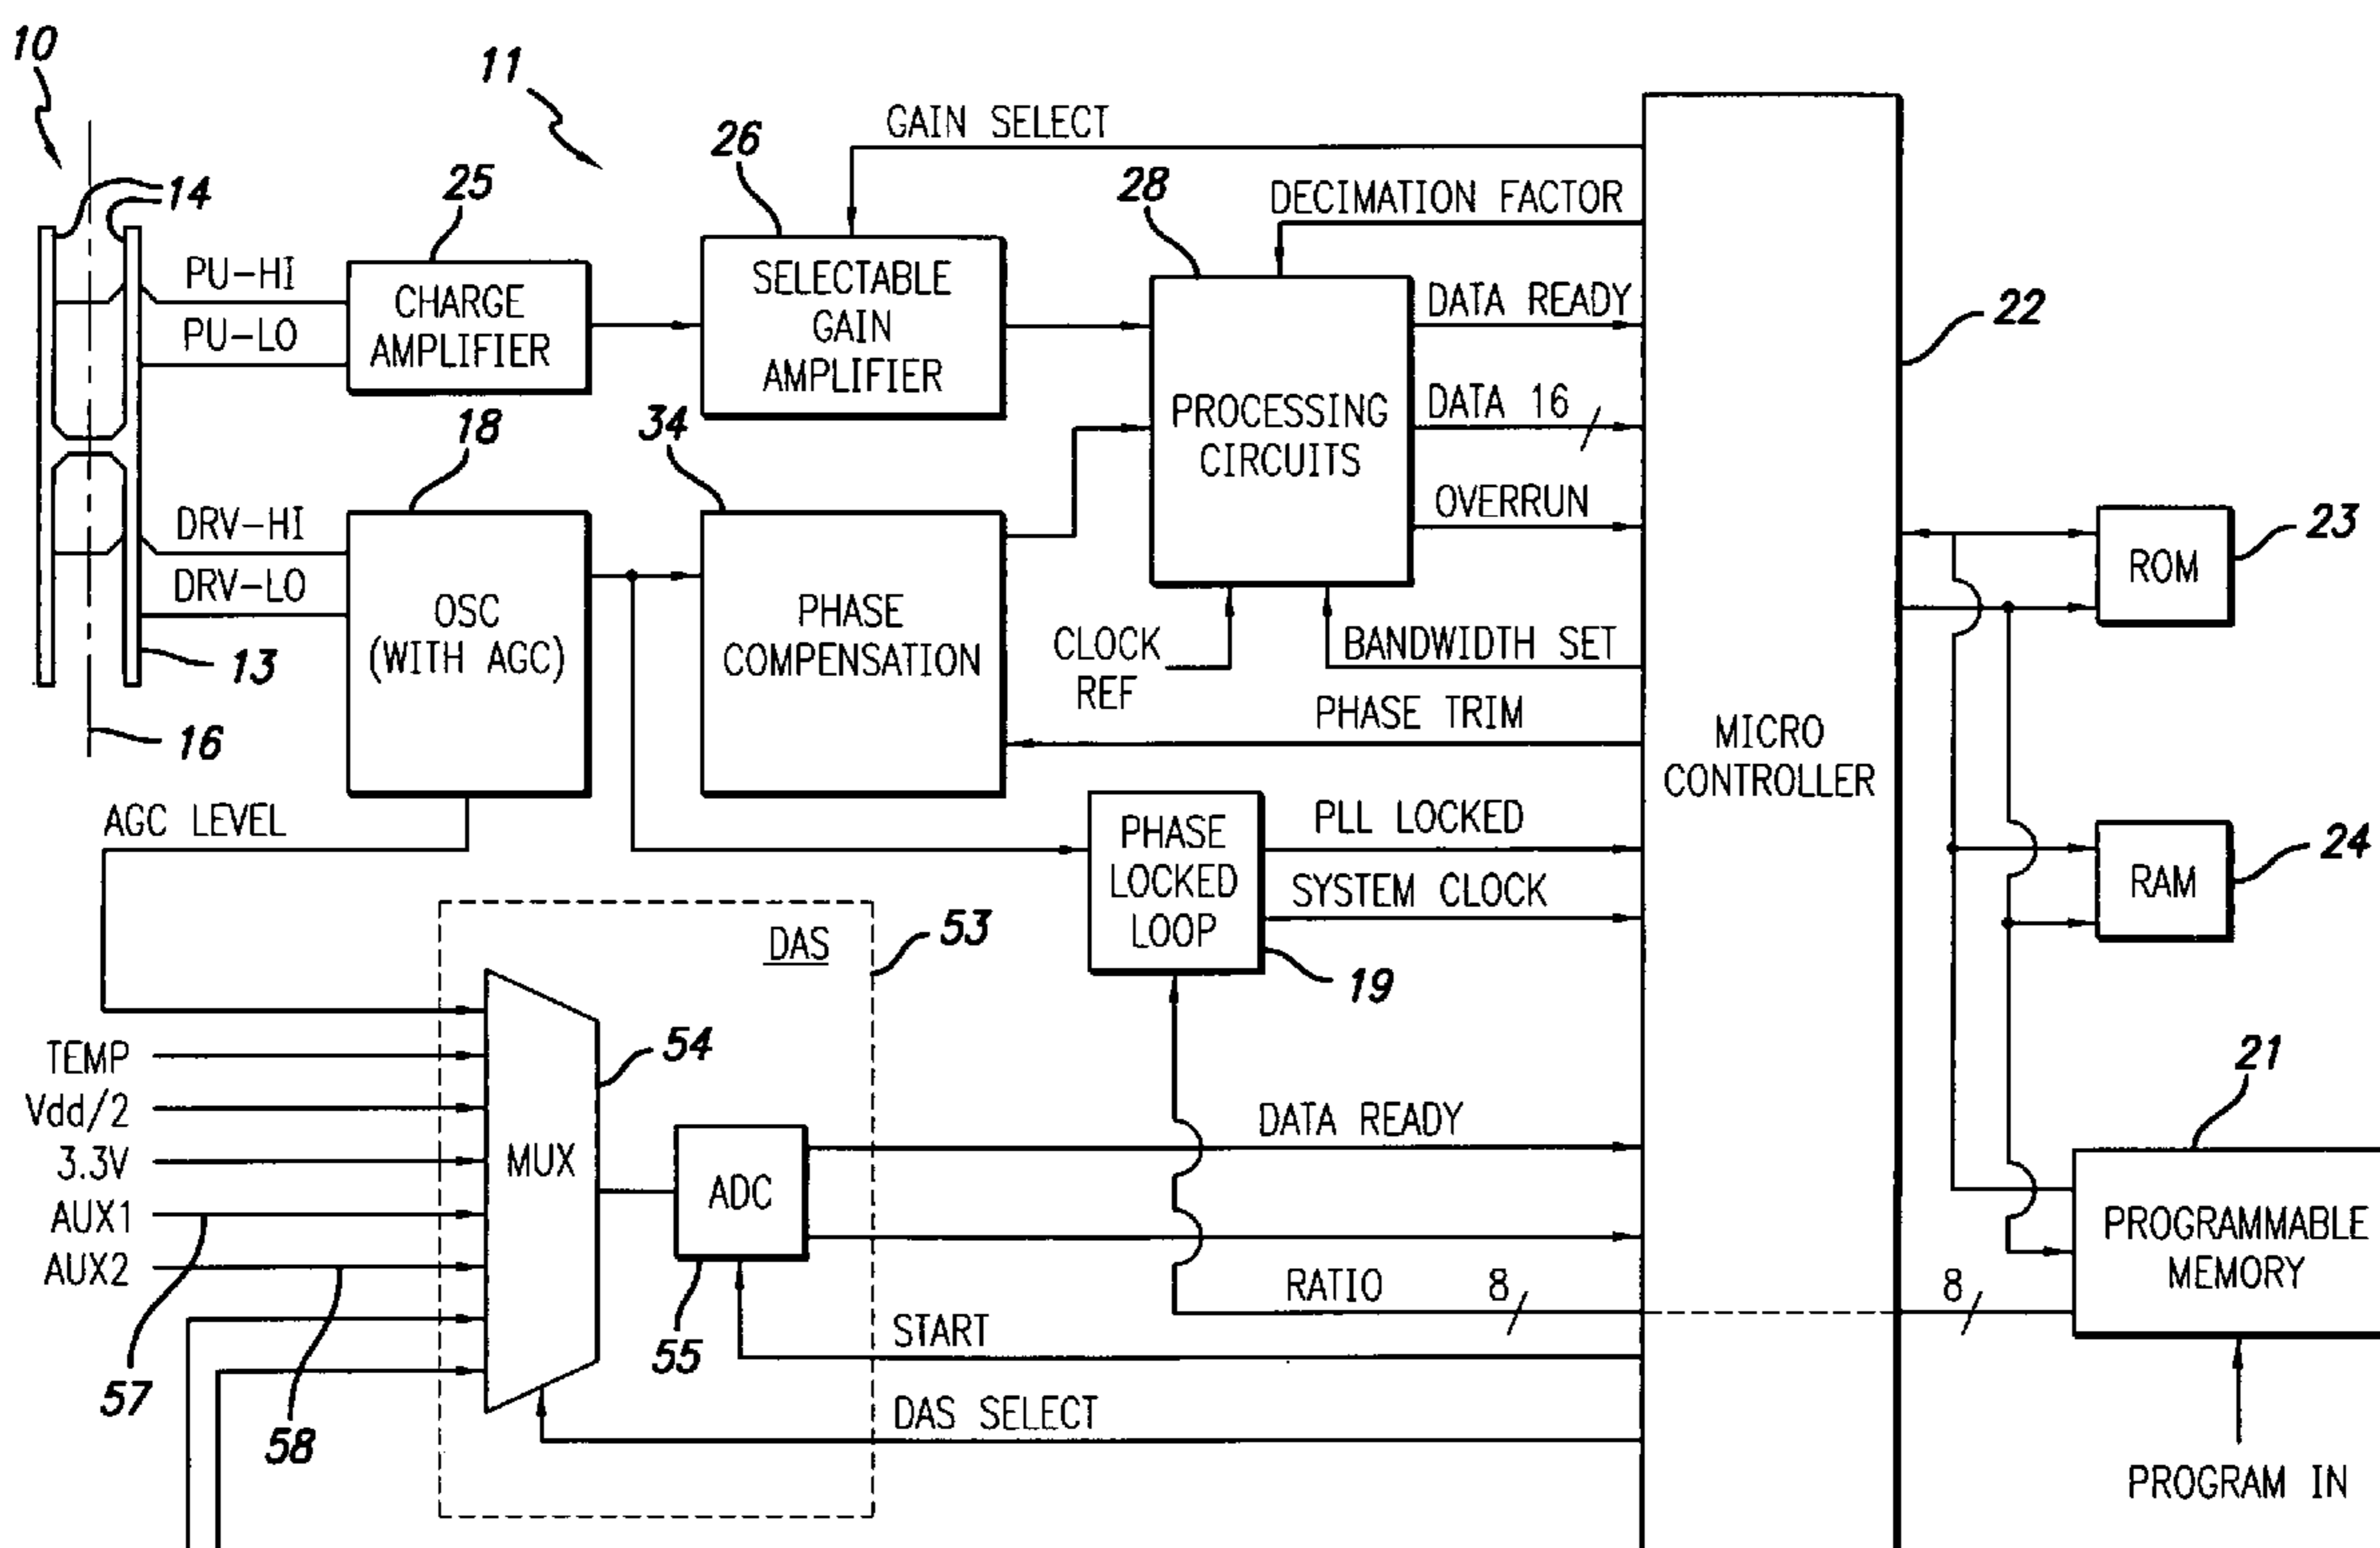 10
11
GAIN SELECT
26
14
25
28
DECIMATION FACTOR
PU-HI
PU-LO
CHARGE
AMPLIFIER
SELECTABLE
GAIN
AMPLIFIER
DATA READY
22
PROCESSING
CIRCUITS
DATA 16
18
34
OVERRUN
DRV-HI
DRV-LO
OSC
(WITH AGC)
PHASE
COMPENSATION
ROM
23
CLOCK
REF
BANDWIDTH SET
13
PHASE TRIM
16
MICRO
CONTROLLER
AGC LEVEL
PHASE
LOCKED
LOOP
PLL LOCKED
SYSTEM CLOCK
RAM
24
DAS
53
19
TEMP
Vdd/2
3.3V
AUX1
AUX2
54
MUX
ADC
DATA READY
21
PROGRAMMABLE
MEMORY
RATIO
8
8
START
55
57
58
DAS SELECT
PROGRAM IN